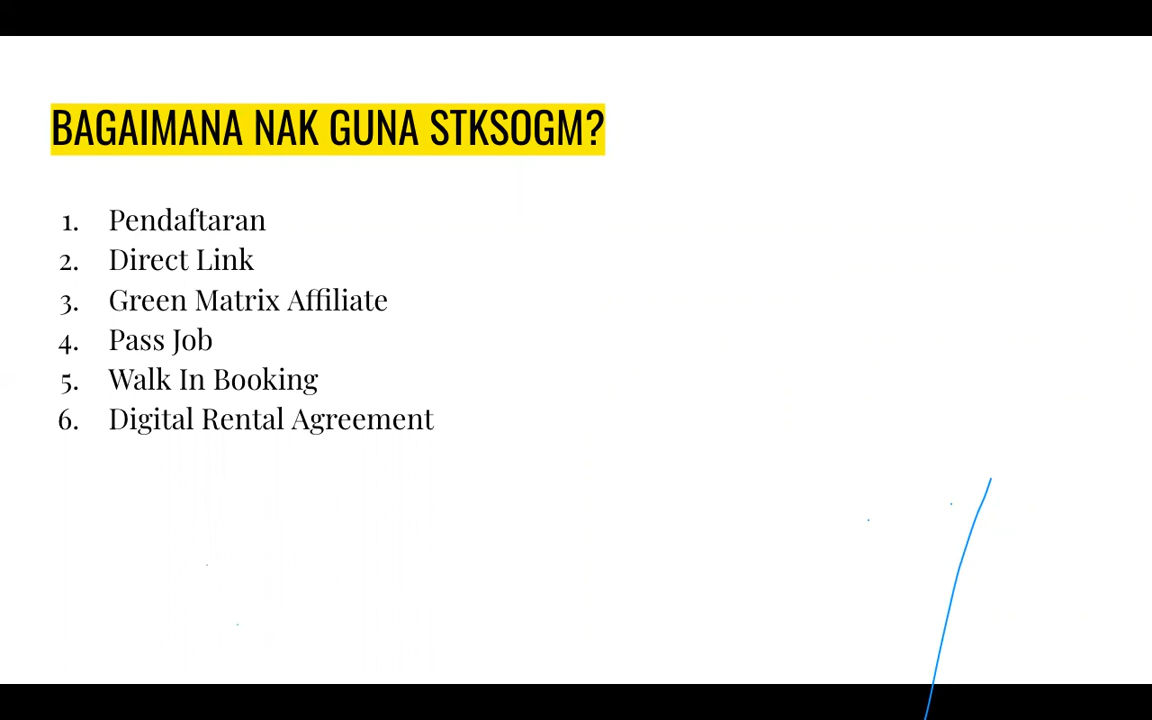 BAGAIMANA NAK GUNA STKSOGM?
1. Pendaftaran
2. Direct Link
3. Green Matrix Affiliate
4. Pass Job
5. Walk In Booking
6. Digital Rental Agreement